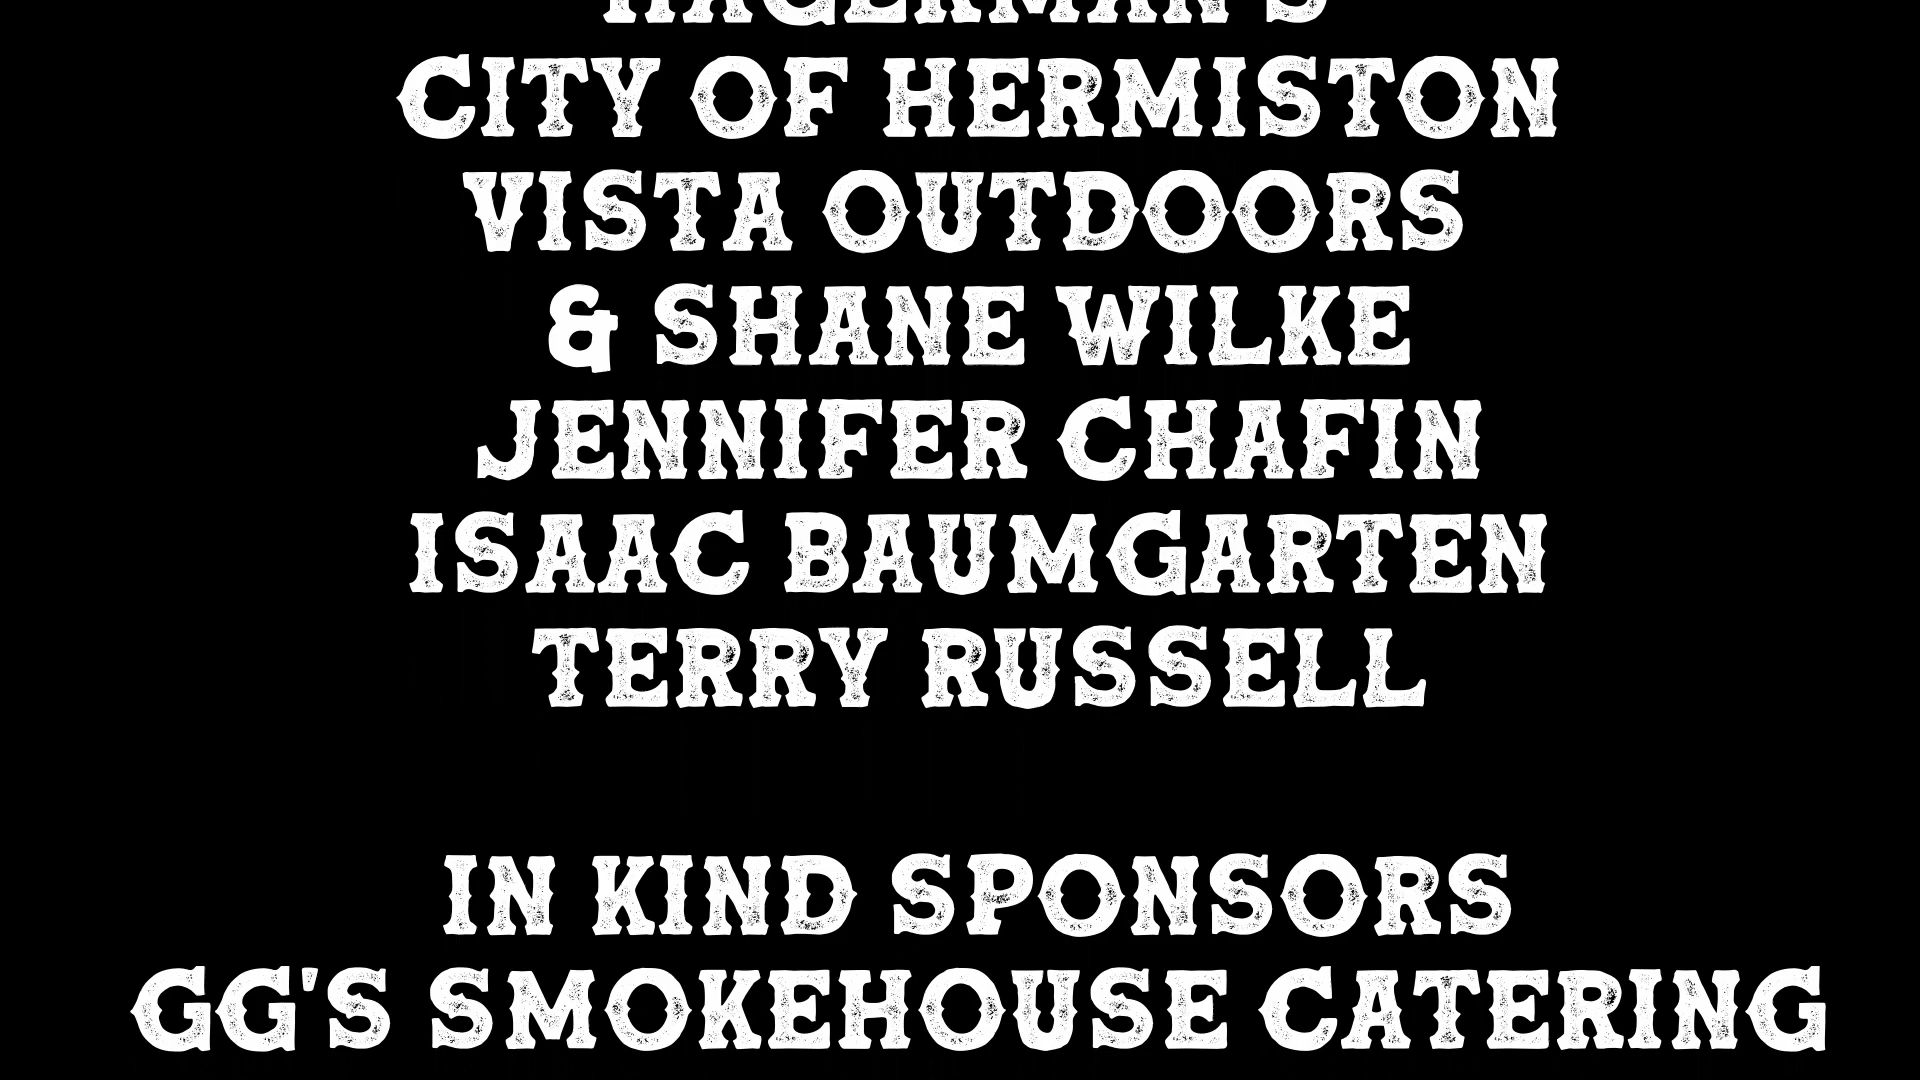 HAGERMAN'S
CITY OF HERMISTON
VISTA OUTDOORS
& SHANE WILKE
JENNIFER CHAFIN
ISAAC BAUMGARTEN
TERRY RUSSELL
IN KIND SPONSORS
GG'S SMOKEHOUSE CATERING